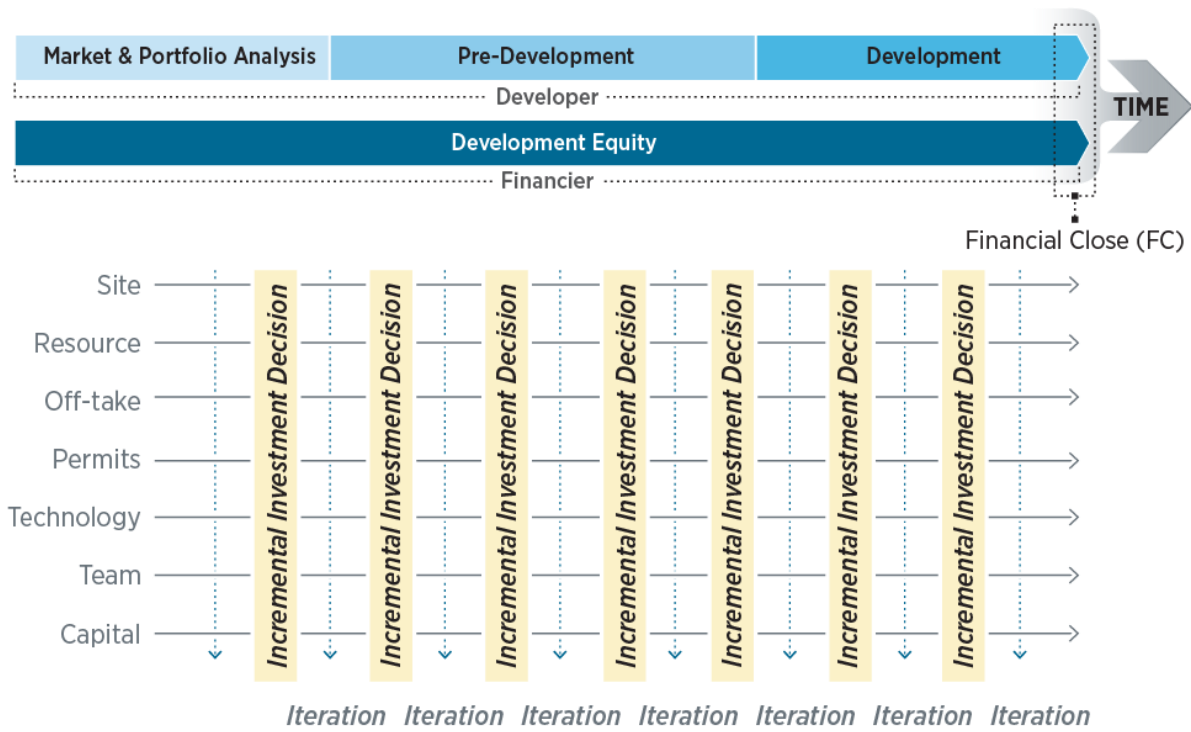 Market & Portfolio Analysis
Pre-Development
Development
Developer
TIME
Development Equity
Financier
Financial Close (FC)
Site
Resource
Off-take
Permits
Technology
Team
Capital
Incremental Investment Decision
Incremental Investment Decision
Incremental Investment Decision
Incremental Investment Decision
Incremental Investment Decision
Incremental Investment Decision
Incremental Investment Decision
Iteration
Iteration
Iteration
Iteration
Iteration
Iteration
Iteration